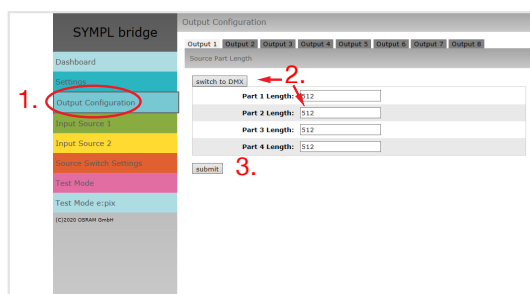 SYMPL bridge
Dashboard
Settings
1.
Output Configuration
Input Source 1
Input Source 2
Source Switch Settings
Test Mode
Test Mode e:pix
(C)2020 OSRAM GmbH
Output Configuration
Output 1 Output 2 Output 3 Output 4 Output 5 Output 6 Output 7 Output 8
Source Part Length
switch to DMX 2.
Part 1 Length: 512
Part 2 Length: 512
Part 3 Length: 512
Part 4 Length: 512
submit 3.